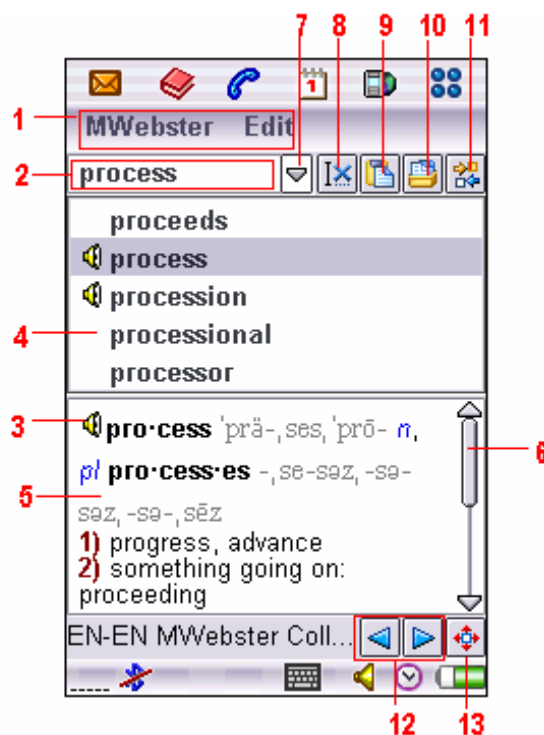 7 8 9 10 11
1
1 MWebster Edit
2 process
proceeds
process
procession
4 processional
processor
3 pro·cess ˈprä-ˌses, ˈprō- n,
6
pl pro·cess·es -ˌse-səz, -sə-
5
səz, -sə-ˌsēz
1) progress, advance
2) something going on:
proceeding
EN-EN MWebster Coll...
12 13